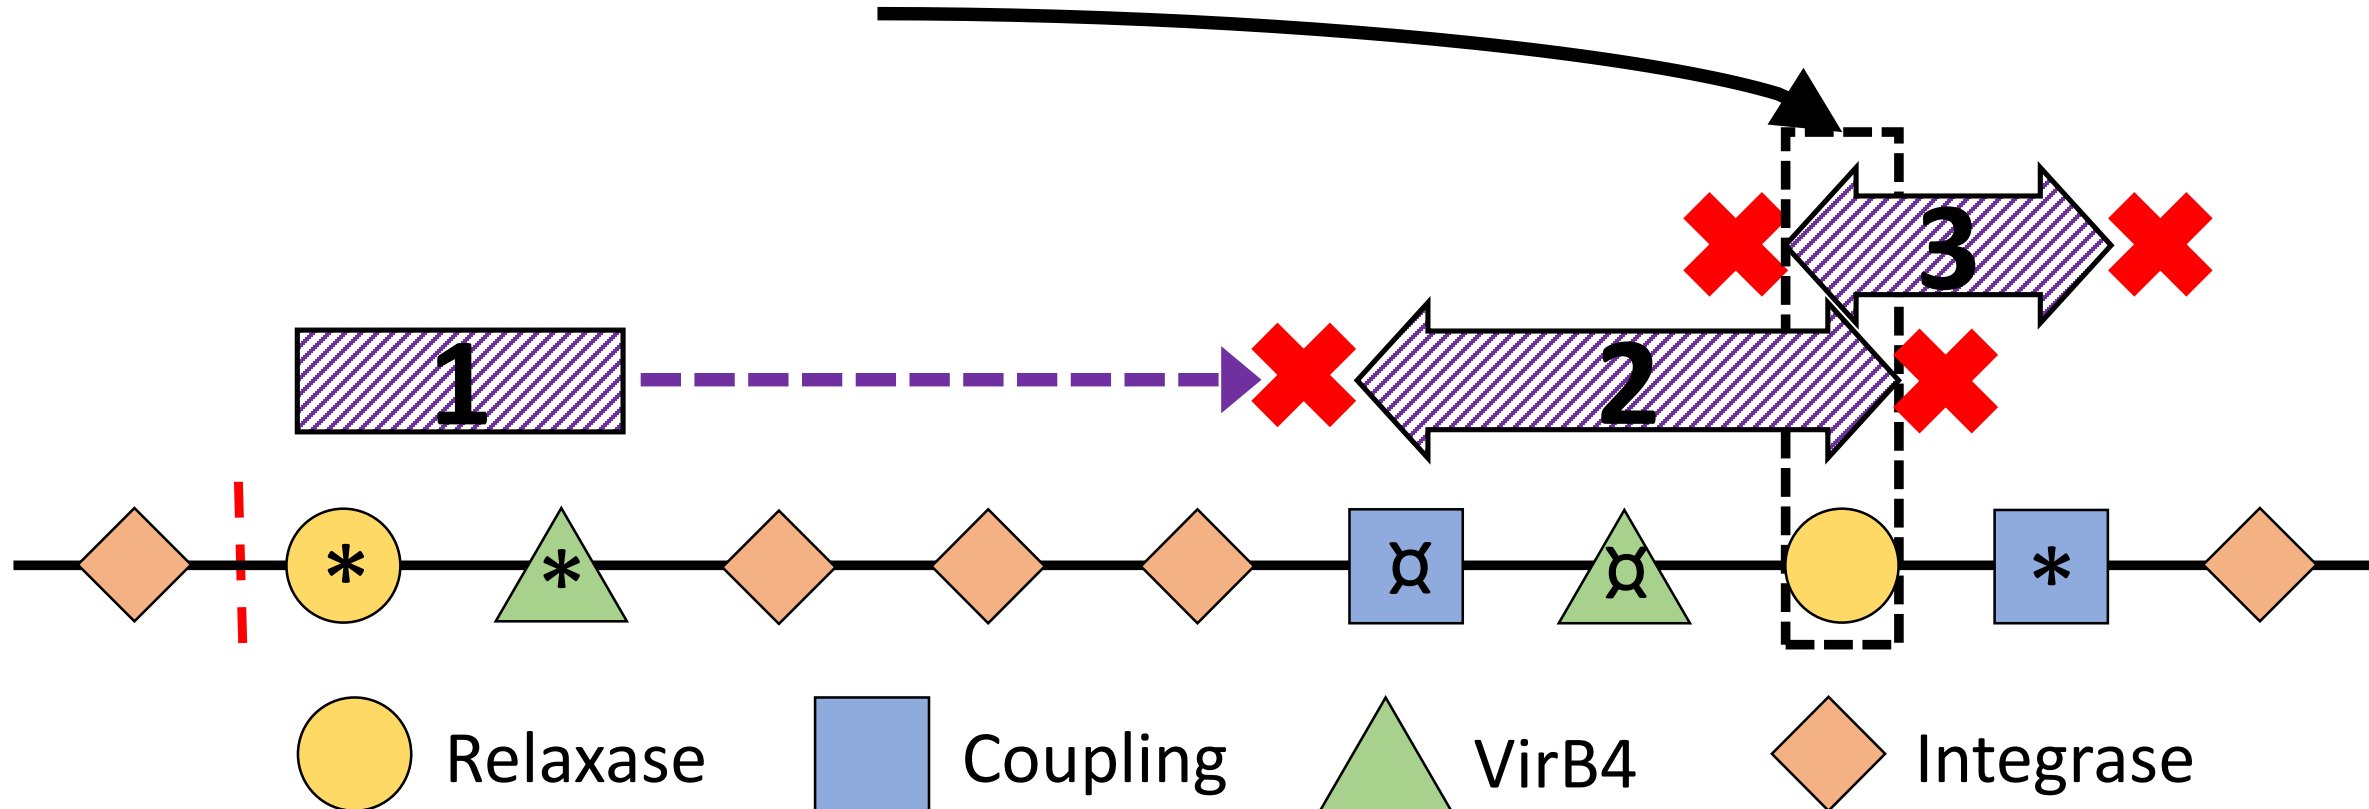 3
1
2
* * ¤ ¤ *
Relaxase Coupling VirB4 Integrase